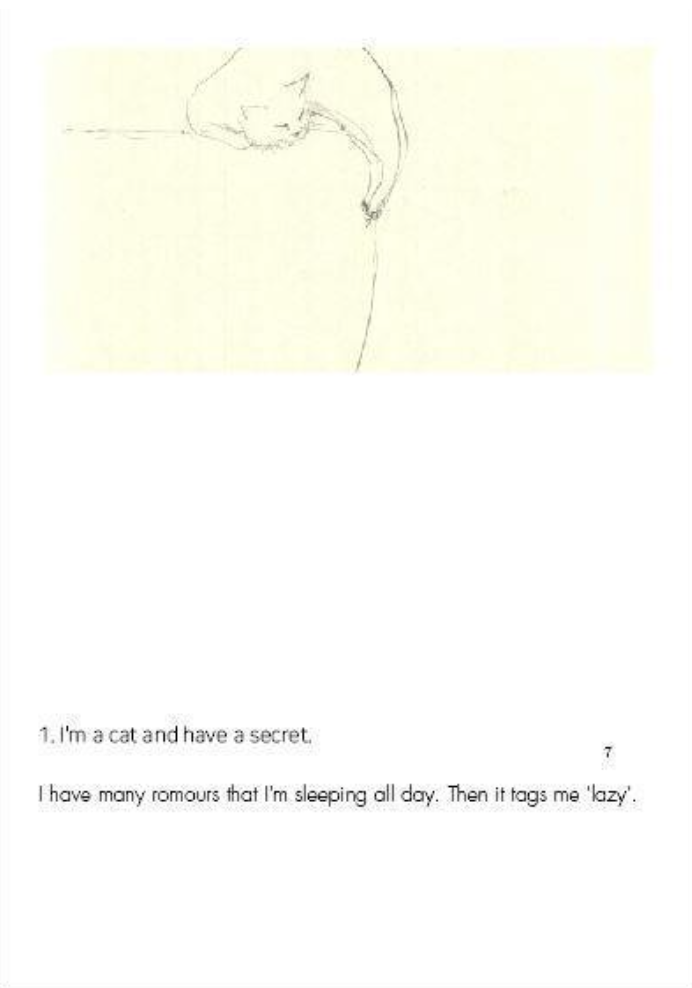 1. I'm a cat and have a secret.
7
I have many romours that I'm sleeping all day. Then it tags me 'lazy'.